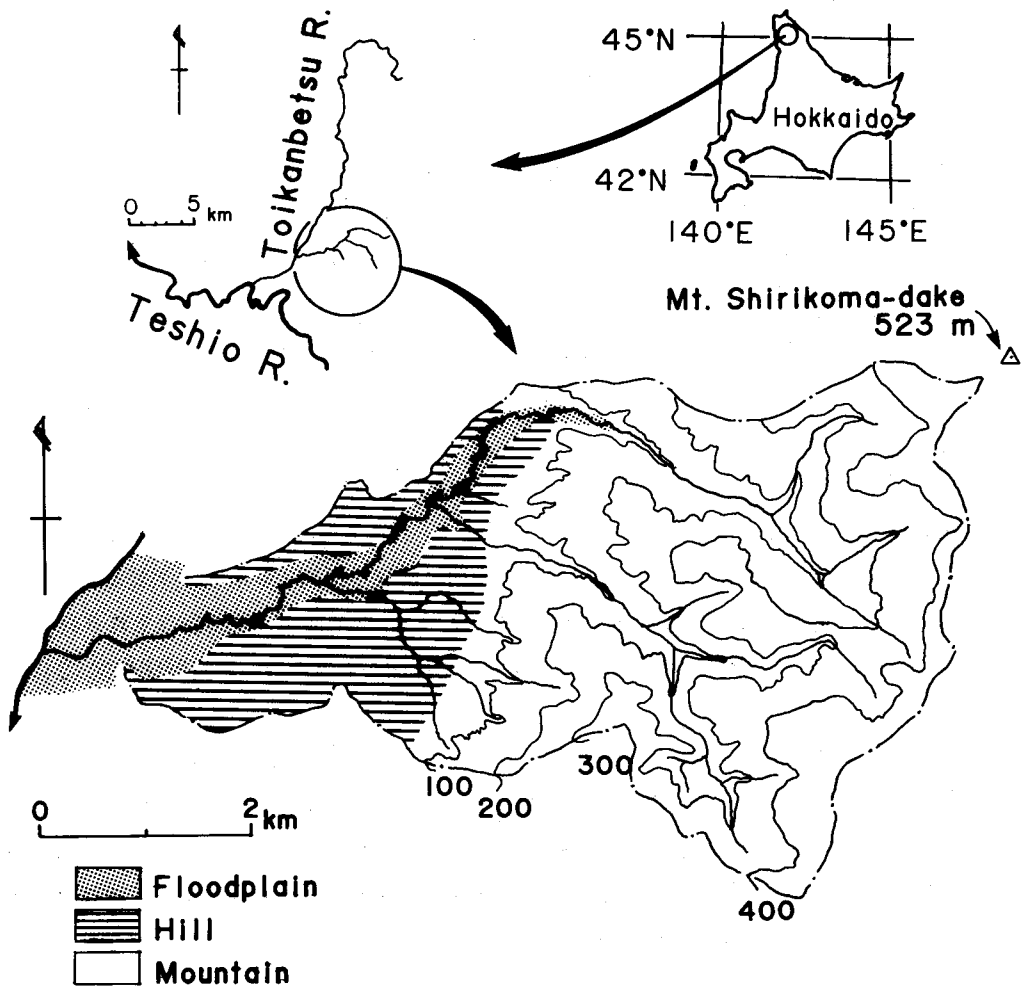 Toikanbetsu R.
0 5 km
Teshio R.
45°N
Hokkaido
42°N
140°E 145°E
Mt. Shirikoma-dake
523 m
100
200
300
400
0 2 km
Floodplain
Hill
Mountain